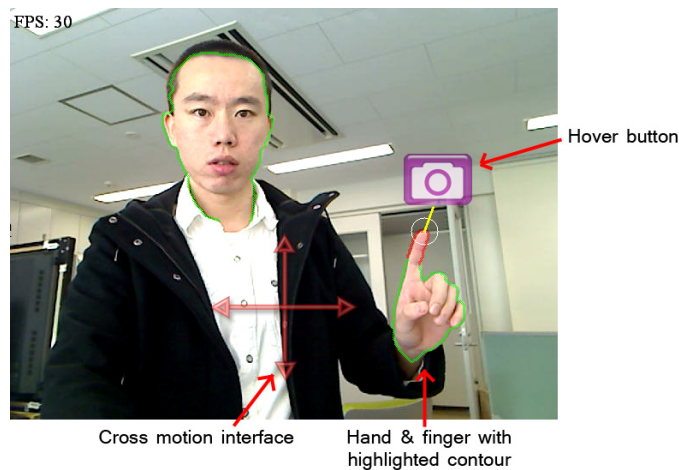 FPS: 30
Hover button
Cross motion interface
Hand & finger with
highlighted contour